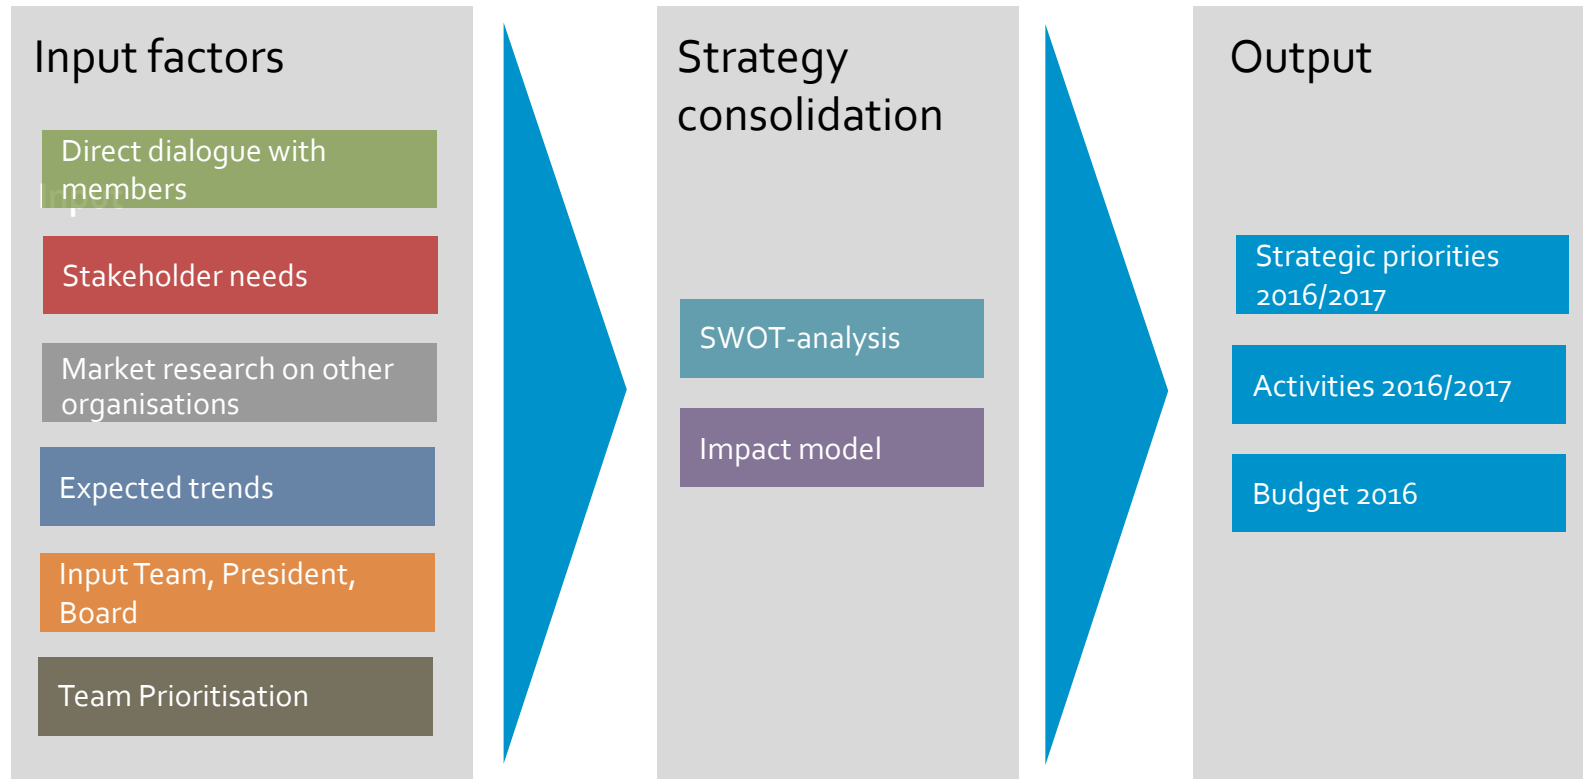 Input factors
Direct dialogue with
members
Input
Stakeholder needs
Market research on other
organisations
Expected trends
Input Team, President,
Board
Team Prioritisation
Strategy
consolidation
SWOT-analysis
Impact model
Output
Strategic priorities
2016/2017
Activities 2016/2017
Budget 2016